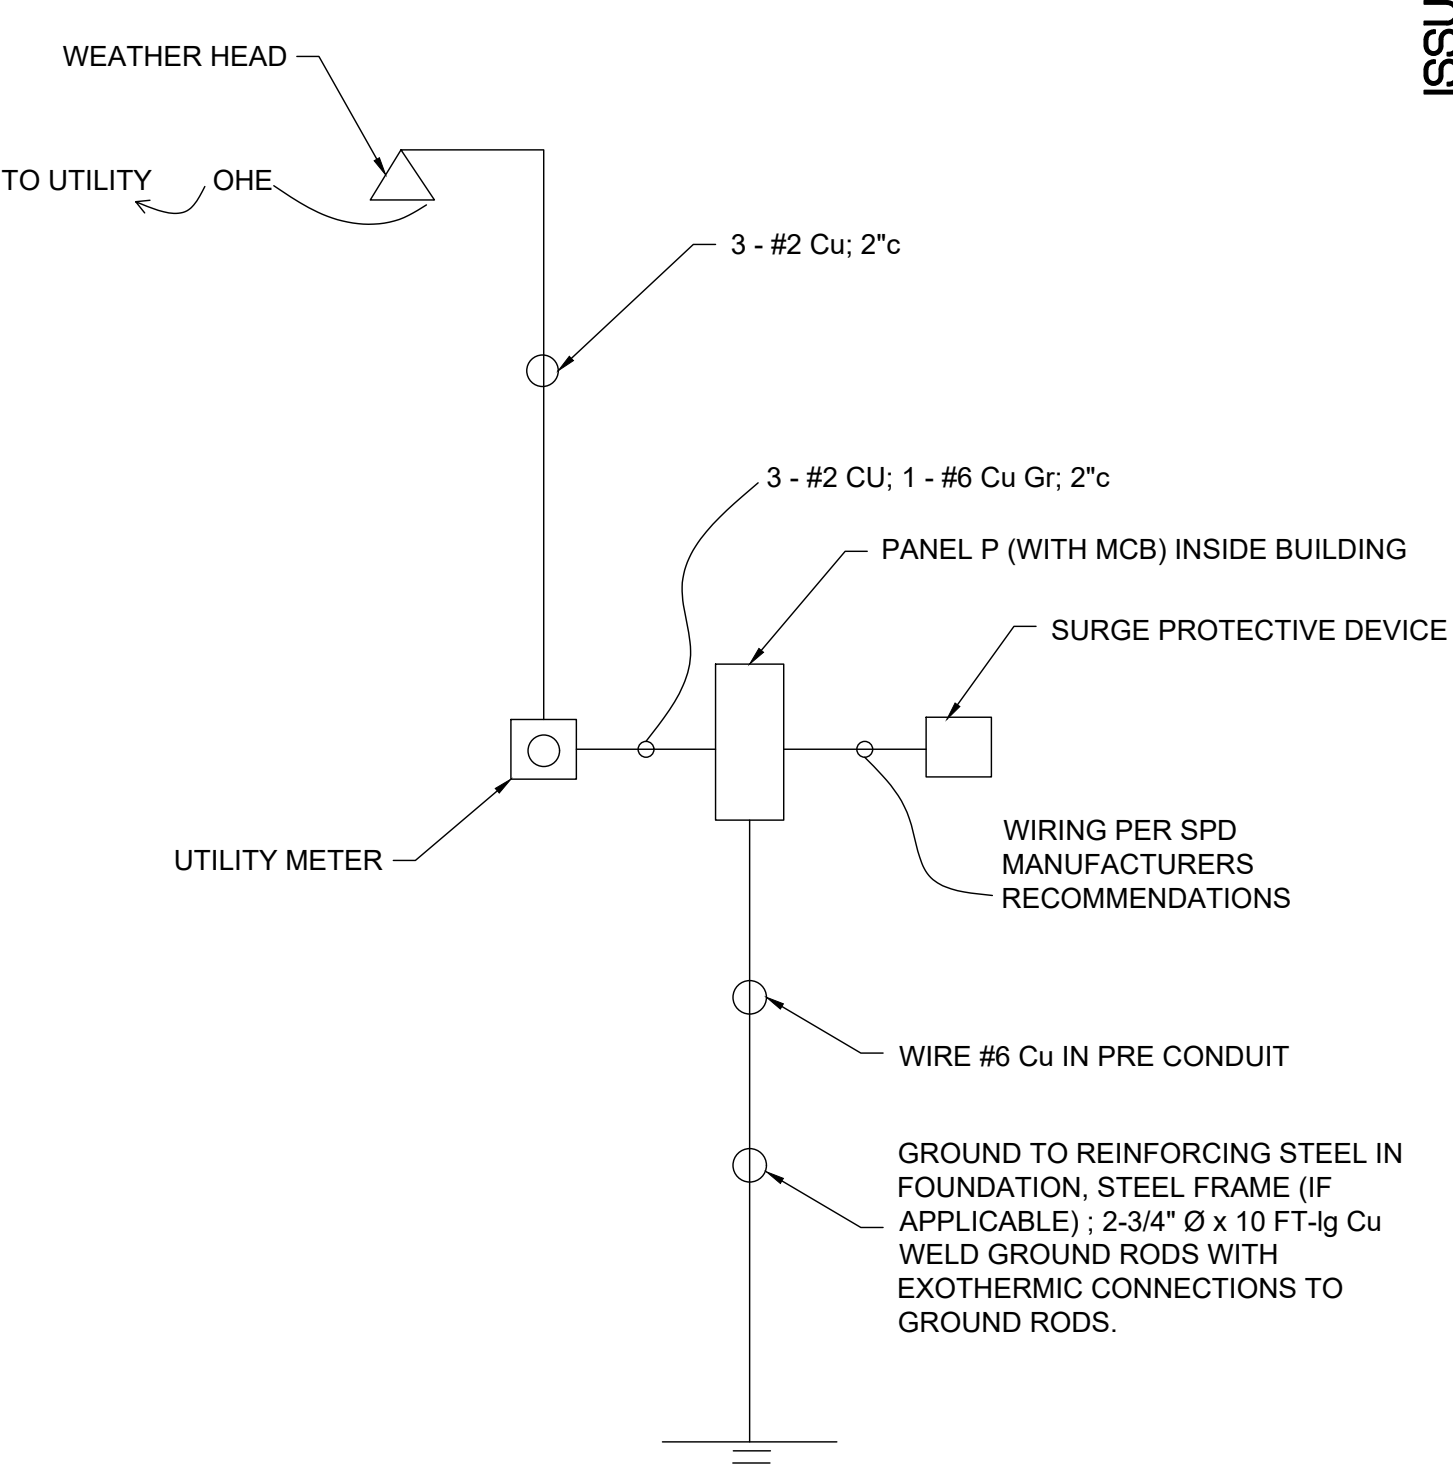 WEATHER HEAD
TO UTILITY
OHE
3 - #2 Cu; 2"c
3 - #2 CU; 1 - #6 Cu Gr; 2"c
PANEL P (WITH MCB) INSIDE BUILDING
SURGE PROTECTIVE DEVICE
UTILITY METER
WIRING PER SPD
MANUFACTURERS
RECOMMENDATIONS
WIRE #6 Cu IN PRE CONDUIT
GROUND TO REINFORCING STEEL IN
FOUNDATION, STEEL FRAME (IF
APPLICABLE) ; 2-3/4" Ø x 10 FT-lg Cu
WELD GROUND RODS WITH
EXOTHERMIC CONNECTIONS TO
GROUND RODS.